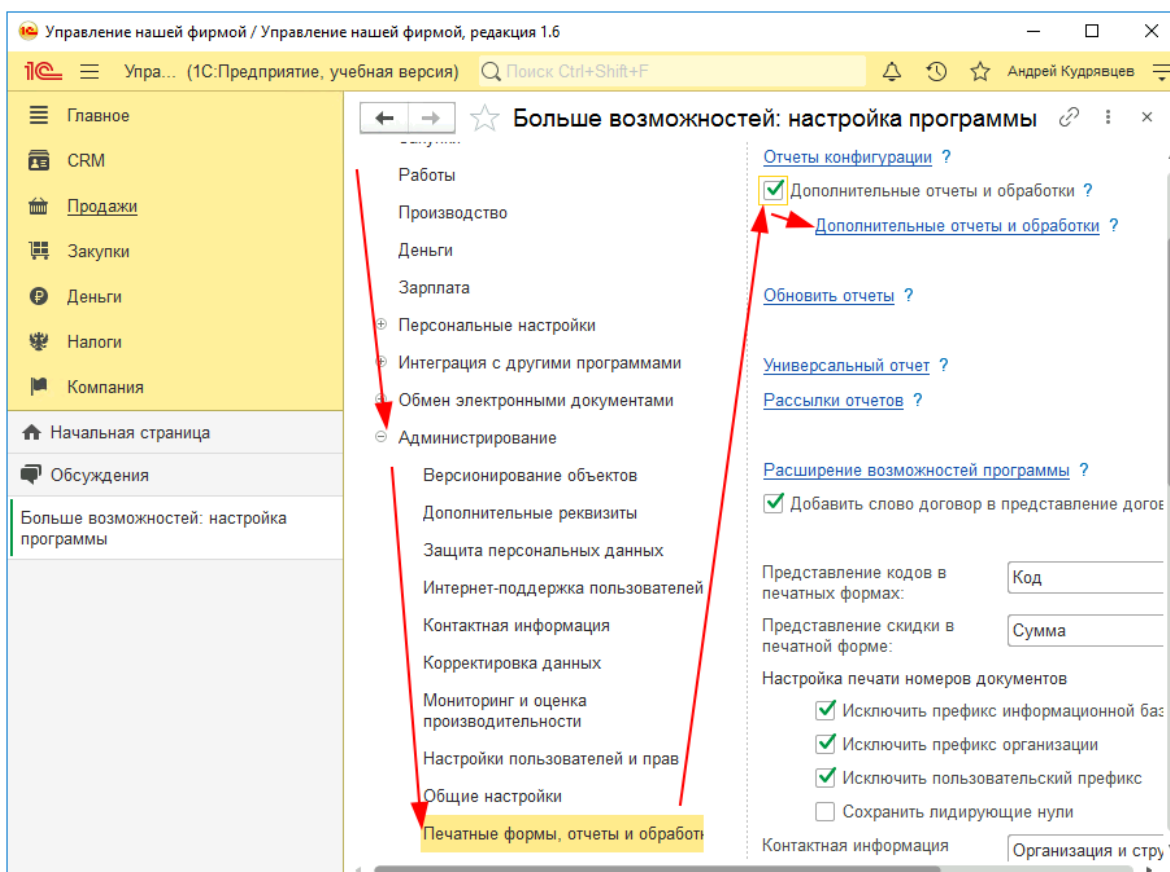 Управление нашей фирмой / Управление нашей фирмой, редакция 1.6
1С Упра... (1С:Предприятие, учебная версия) Поиск Ctrl+Shift+F Андрей Кудрявцев
Главное
CRM
Продажи
Закупки
Деньги
Налоги
Компания
Начальная страница
Обсуждения
Больше возможностей: настройка
программы
Больше возможностей: настройка программы
Работы
Производство
Деньги
Зарплата
Персональные настройки
Интеграция с другими программами
Обмен электронными документами
Администрирование
Версионирование объектов
Дополнительные реквизиты
Защита персональных данных
Интернет-поддержка пользователей
Контактная информация
Корректировка данных
Мониторинг и оценка
производительности
Настройки пользователей и прав
Общие настройки
Печатные формы, отчеты и обработк
Отчеты конфигурации ?
Дополнительные отчеты и обработки ?
Дополнительные отчеты и обработки ?
Обновить отчеты ?
Универсальный отчет ?
Рассылки отчетов ?
Расширение возможностей программы ?
Добавить слово договор в представление догов
Представление кодов в
печатных формах:
Код
Представление скидки в
печатной форме:
Сумма
Настройка печати номеров документов
Исключить префикс информационной баз
Исключить префикс организации
Исключить пользовательский префикс
Сохранить лидирующие нули
Контактная информация
Организация и стру